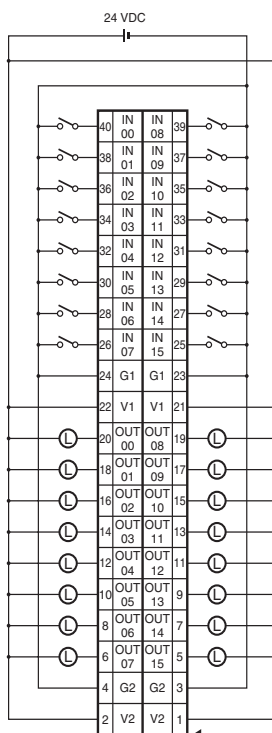 24 VDC
40 IN 00 IN 08 39
38 IN 01 IN 09 37
36 IN 02 IN 10 35
34 IN 03 IN 11 33
32 IN 04 IN 12 31
30 IN 05 IN 13 29
28 IN 06 IN 14 27
26 IN 07 IN 15 25
24 G1 G1 23
22 V1 V1 21
L 20 OUT 00 OUT 08 19 L
L 18 OUT 01 OUT 09 17 L
L 16 OUT 02 OUT 10 15 L
L 14 OUT 03 OUT 11 13 L
L 12 OUT 04 OUT 12 11 L
L 10 OUT 05 OUT 13 9 L
L 8 OUT 06 OUT 14 7 L
L 6 OUT 07 OUT 15 5 L
4 G2 G2 3
2 V2 V2 1